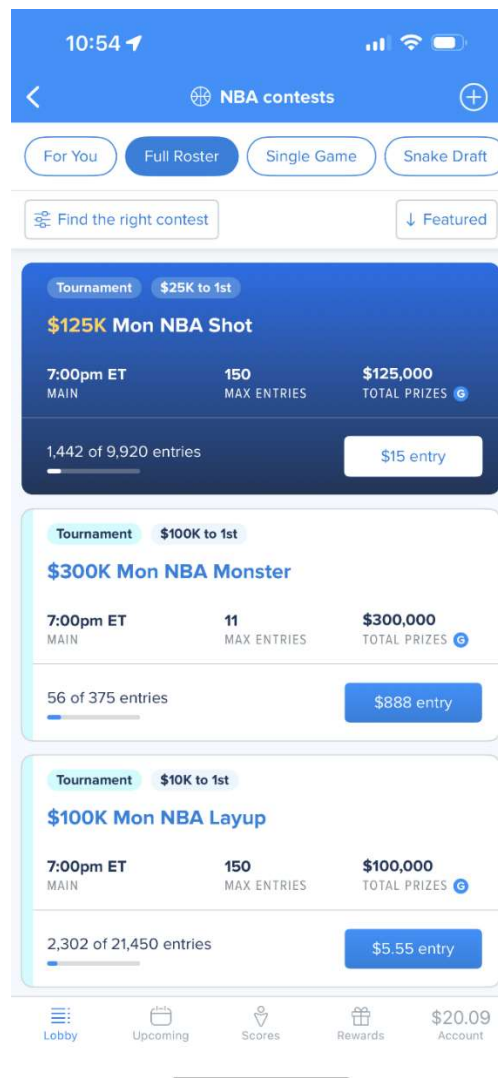 10:54
NBA contests
For You Full Roster Single Game Snake Draft
Find the right contest ↓ Featured
Tournament $25K to 1st
$125K Mon NBA Shot
7:00pm ET 150 $125,000
MAIN MAX ENTRIES TOTAL PRIZES G
1,442 of 9,920 entries $15 entry
Tournament $100K to 1st
$300K Mon NBA Monster
7:00pm ET 11 $300,000
MAIN MAX ENTRIES TOTAL PRIZES G
56 of 375 entries $888 entry
Tournament $10K to 1st
$100K Mon NBA Layup
7:00pm ET 150 $100,000
MAIN MAX ENTRIES TOTAL PRIZES G
2,302 of 21,450 entries $5.55 entry
$20.09
Lobby Upcoming Scores Rewards Account